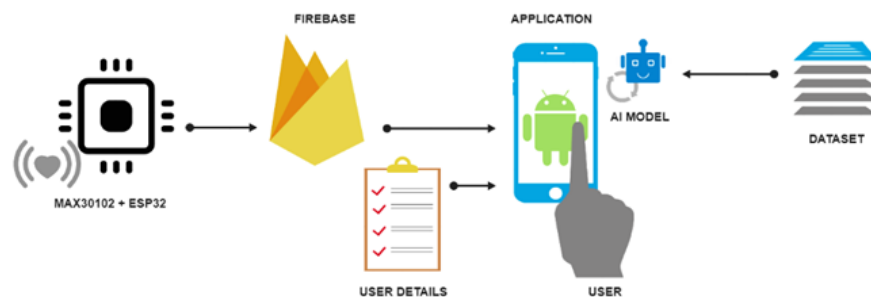 FIREBASE
APPLICATION
AI MODEL
DATASET
MAX30102 + ESP32
USER DETAILS
USER